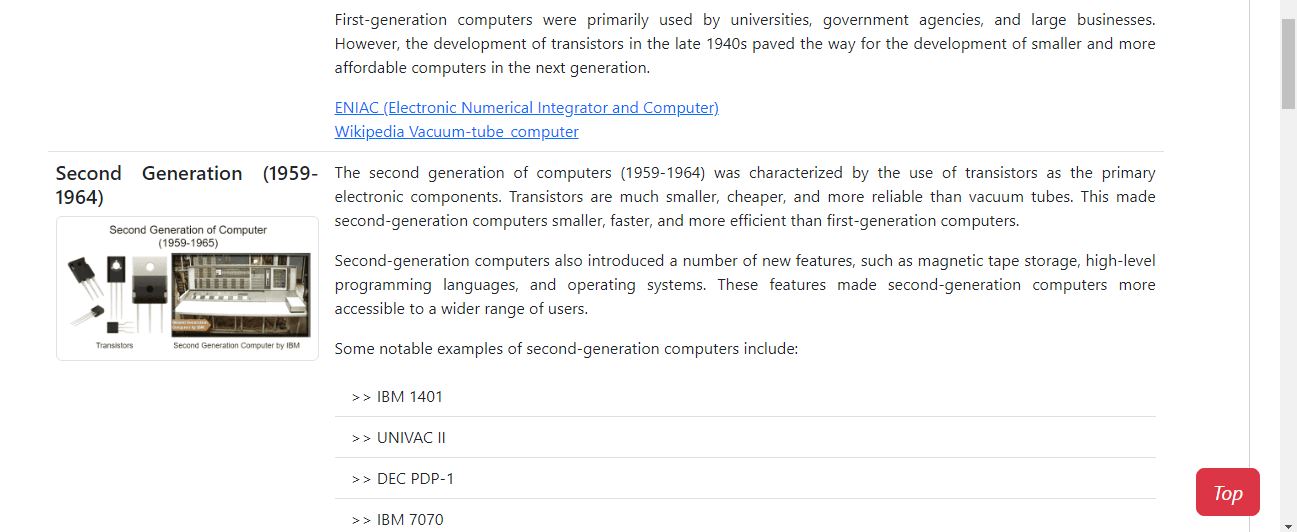 First-generation computers were primarily used by universities, government agencies, and large businesses.
However, the development of transistors in the late 1940s paved the way for the development of smaller and more
affordable computers in the next generation.
ENIAC (Electronic Numerical Integrator and Computer)
Wikipedia Vacuum-tube_computer
Second Generation (1959-
1964)
Second Generation of Computer
(1959-1965)
Transistors
Second Generation Computer by IBM
The second generation of computers (1959-1964) was characterized by the use of transistors as the primary
electronic components. Transistors are much smaller, cheaper, and more reliable than vacuum tubes. This made
second-generation computers smaller, faster, and more efficient than first-generation computers.
Second-generation computers also introduced a number of new features, such as magnetic tape storage, high-level
programming languages, and operating systems. These features made second-generation computers more
accessible to a wider range of users.
Some notable examples of second-generation computers include:
>> IBM 1401
>> UNIVAC II
>> DEC PDP-1
>> IBM 7070
Top